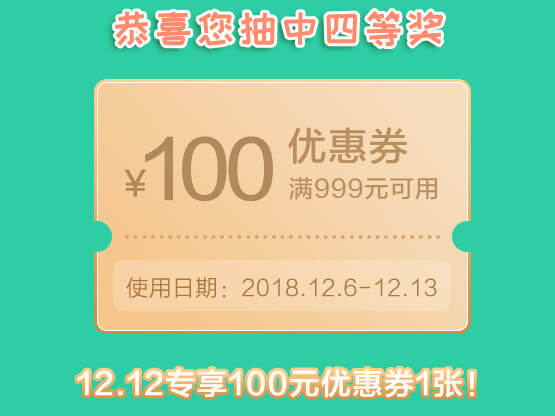 恭喜您抽中四等奖
¥100
优惠券
满999元可用
使用日期：2018.12.6-12.13
12.12专享100元优惠券1张！